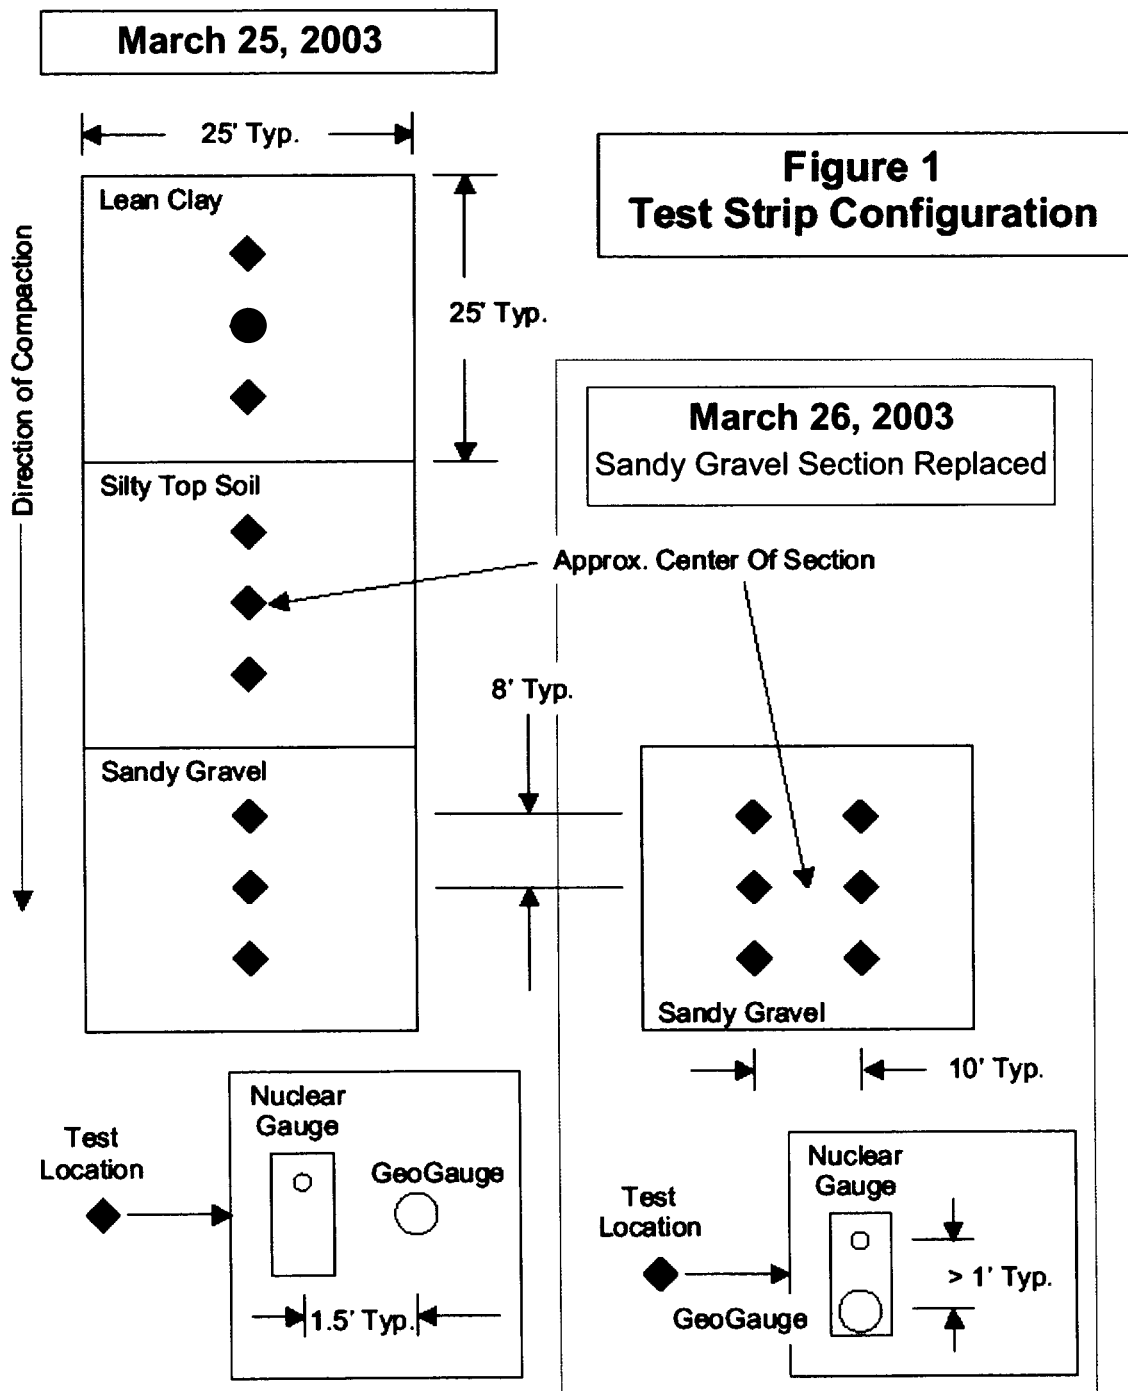 March 25, 2003
25' Typ.
Figure 1
Test Strip Configuration
Lean Clay
25' Typ.
Direction of Compaction
March 26, 2003
Sandy Gravel Section Replaced
Silty Top Soil
Approx. Center Of Section
8' Typ.
Sandy Gravel
Sandy Gravel
10' Typ.
Nuclear
Gauge
Test
Location
GeoGauge
1.5' Typ.
Nuclear
Gauge
Test
Location
> 1' Typ.
GeoGauge